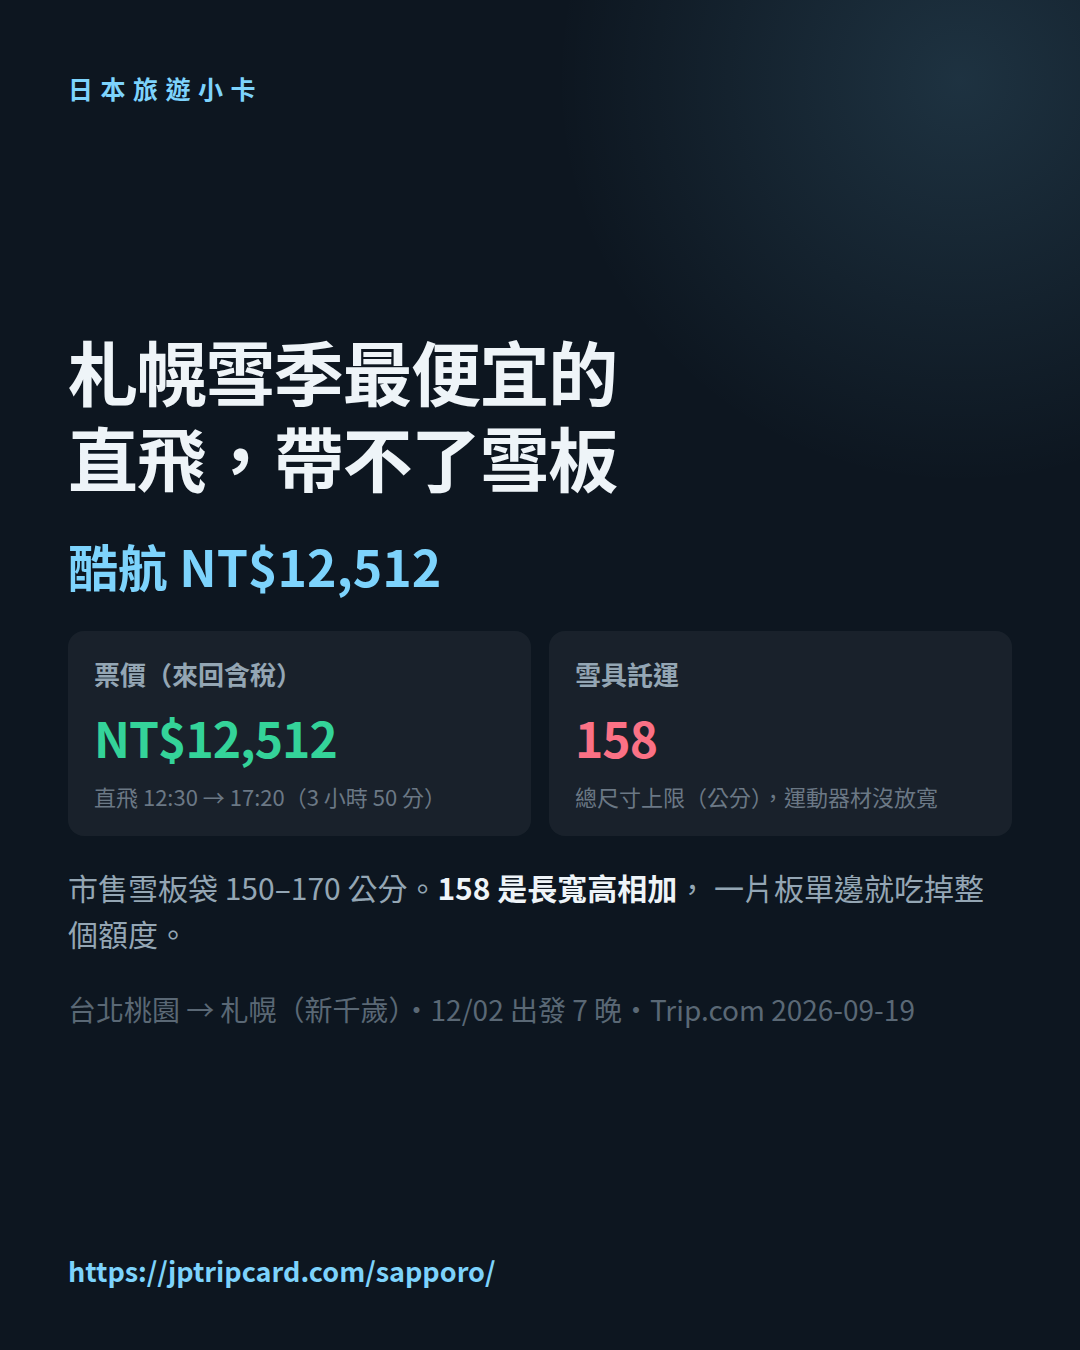 日本旅遊小卡
札幌雪季最便宜的
直飛，帶不了雪板
酷航 NT$12,512
票價（來回含稅）
NT$12,512
直飛 12:30 → 17:20（3 小時 50 分）
雪具託運
158
總尺寸上限（公分），運動器材沒放寬
市售雪板袋 150–170 公分。158 是長寬高相加， 一片板單邊就吃掉整
個額度。
台北桃園 → 札幌（新千歲）・12/02 出發 7 晚・Trip.com 2026-09-19
https://jptripcard.com/sapporo/